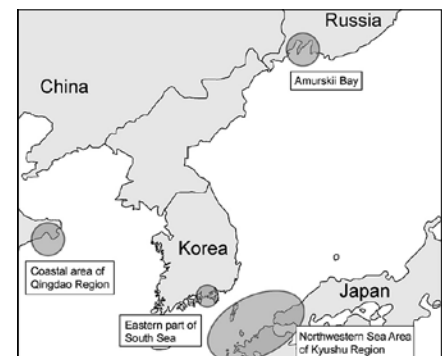 Russia
Amurskii Bay
China
Korea
Coastal area of
Qingdao Region
Japan
Eastern part of
South Sea
Northwestern Sea Area
of Kyushu Region